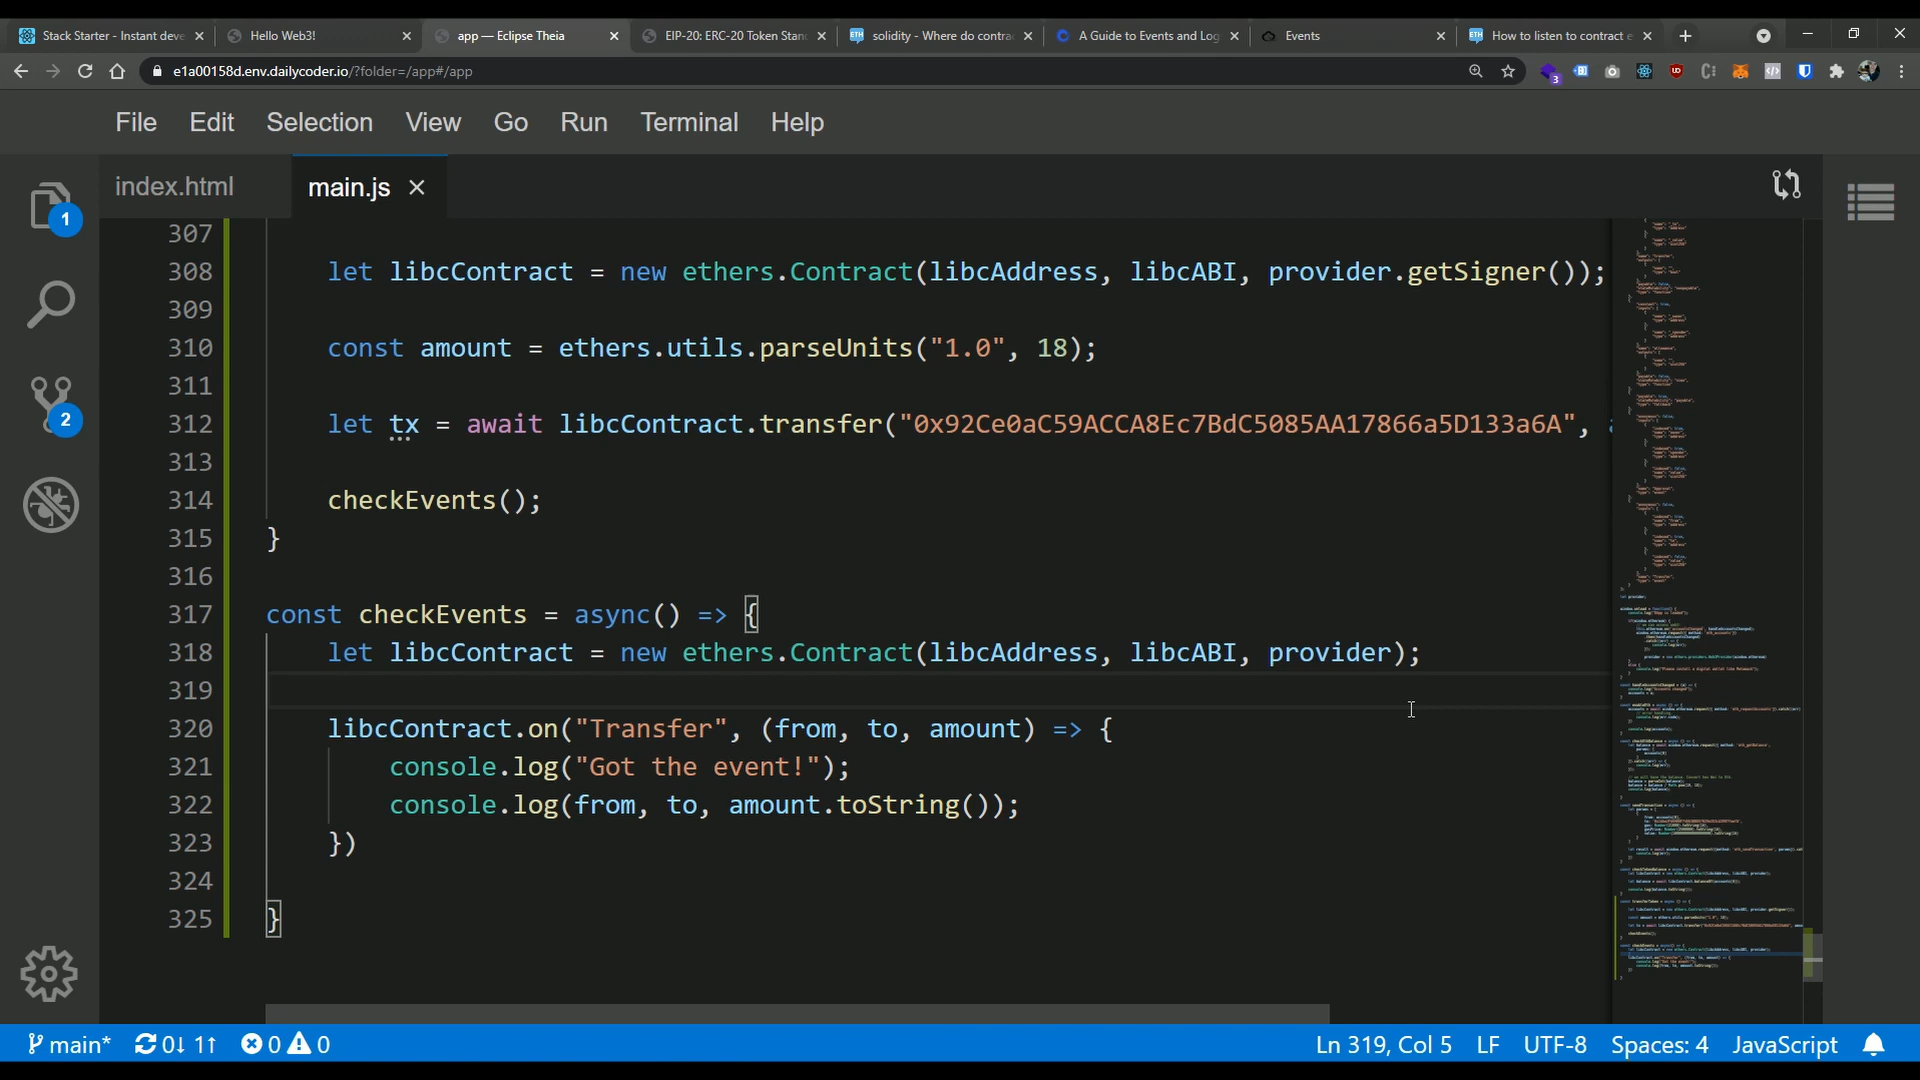 Stack Starter - Instant deve
Hello Web3!
app — Eclipse Theia
EIP-20: ERC-20 Token Stan
solidity - Where do contra
A Guide to Events and Log
Events
How to listen to contract e
e1a00158d.env.dailycoder.io/?folder=/app#/app
3
File Edit Selection View Go Run Terminal Help
index.html
main.js
1
2
307
308 let libcContract = new ethers.Contract(libcAddress, libcABI, provider.getSigner());
309
310 const amount = ethers.utils.parseUnits("1.0", 18);
311
312 let tx = await libcContract.transfer("0x92Ce0aC59ACCA8Ec7BdC5085AA17866a5D133a6A",
313
314 checkEvents();
315 }
316
317 const checkEvents = async() => {
318 let libcContract = new ethers.Contract(libcAddress, libcABI, provider);
319
320 libcContract.on("Transfer", (from, to, amount) => {
321 console.log("Got the event!");
322 console.log(from, to, amount.toString());
323 })
324
325 }
main* 0↓ 1↑ 0 0
Ln 319, Col 5 LF UTF-8 Spaces: 4 JavaScript